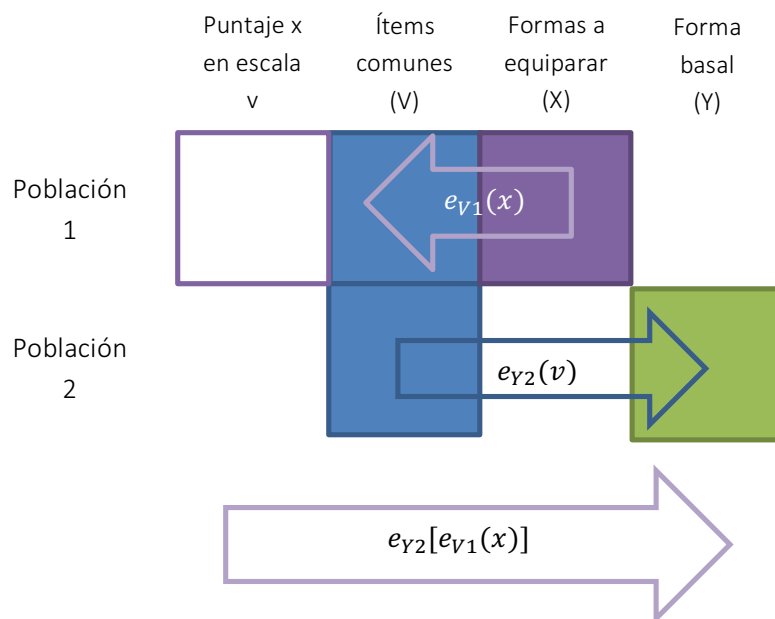 Puntaje x
en escala
v
Ítems
comunes
(V)
Formas a
equiparar
(X)
Forma
basal
(Y)
Población
1
e_{V1}(x)
Población
2
e_{Y2}(v)
e_{Y2}[e_{V1}(x)]